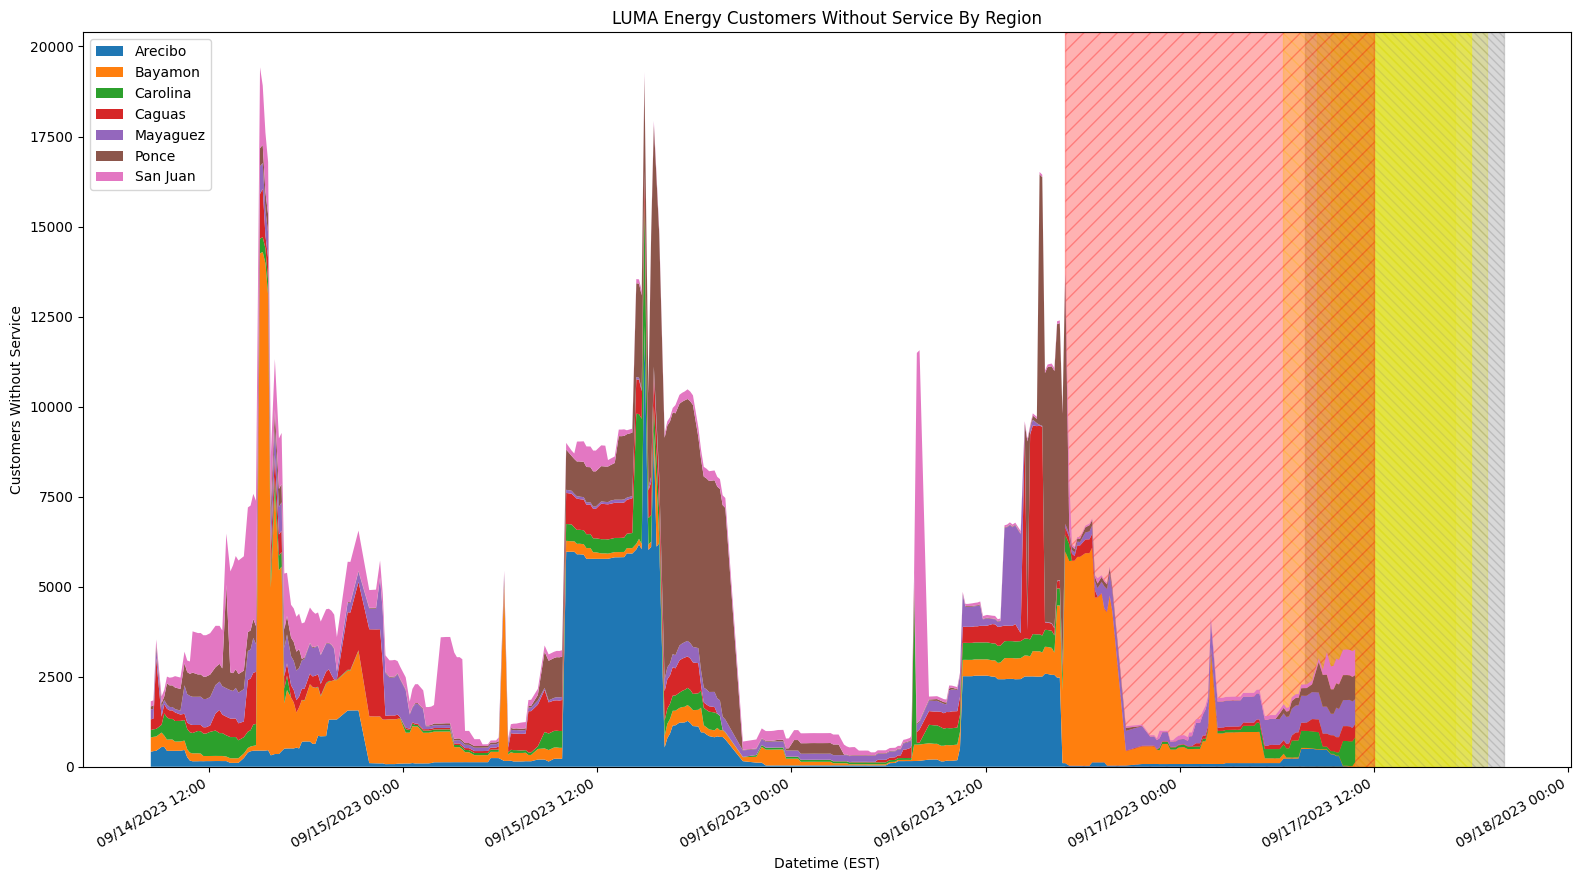 LUMA Energy Customers Without Service By Region
20000
17500
15000
12500
10000
7500
5000
2500
0
Customers Without Service
Arecibo
Bayamon
Carolina
Caguas
Mayaguez
Ponce
San Juan
09/14/2023 12:00
09/15/2023 00:00
09/15/2023 12:00
09/16/2023 00:00
09/16/2023 12:00
09/17/2023 00:00
09/17/2023 12:00
09/18/2023 00:00
Datetime (EST)